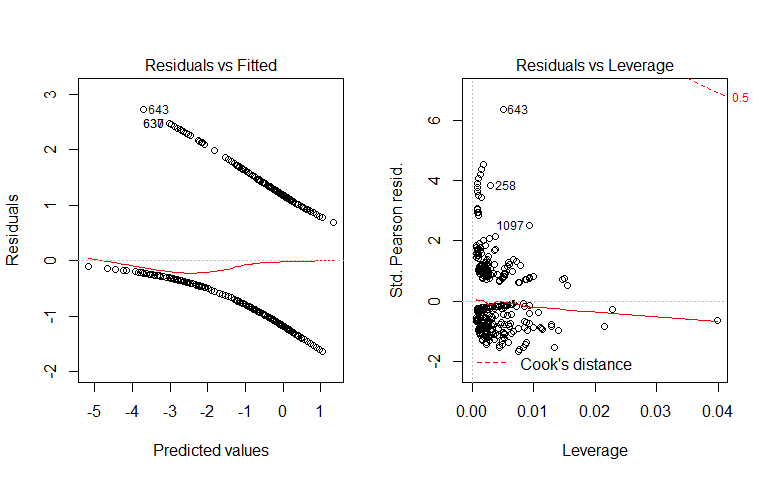 Residuals vs Fitted
3
2
1
0
-1
-2
643
-5 -4 -3 -2 -1 0 1
Residuals
Predicted values
Residuals vs Leverage
6
4
2
0
-2
0.5
643
258
1097
Cook's distance
0.00 0.01 0.02 0.03 0.04
Std. Pearson resid.
Leverage